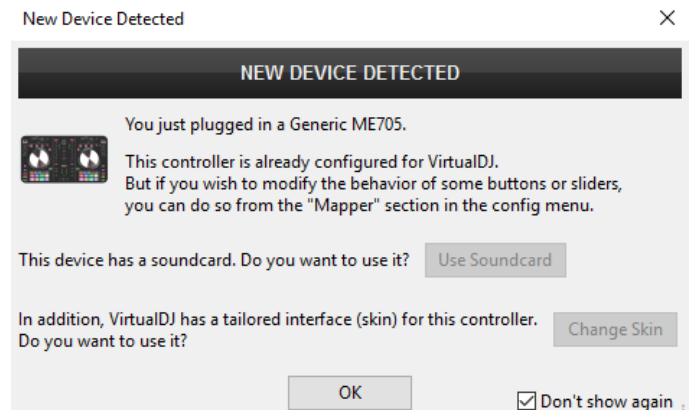 New Device Detected
NEW DEVICE DETECTED
You just plugged in a Generic ME705.
This controller is already configured for VirtualDJ.
But if you wish to modify the behavior of some buttons or sliders,
you can do so from the "Mapper" section in the config menu.
This device has a soundcard. Do you want to use it? Use Soundcard
In addition, VirtualDJ has a tailored interface (skin) for this controller.
Do you want to use it?
Change Skin
OK
Don't show again